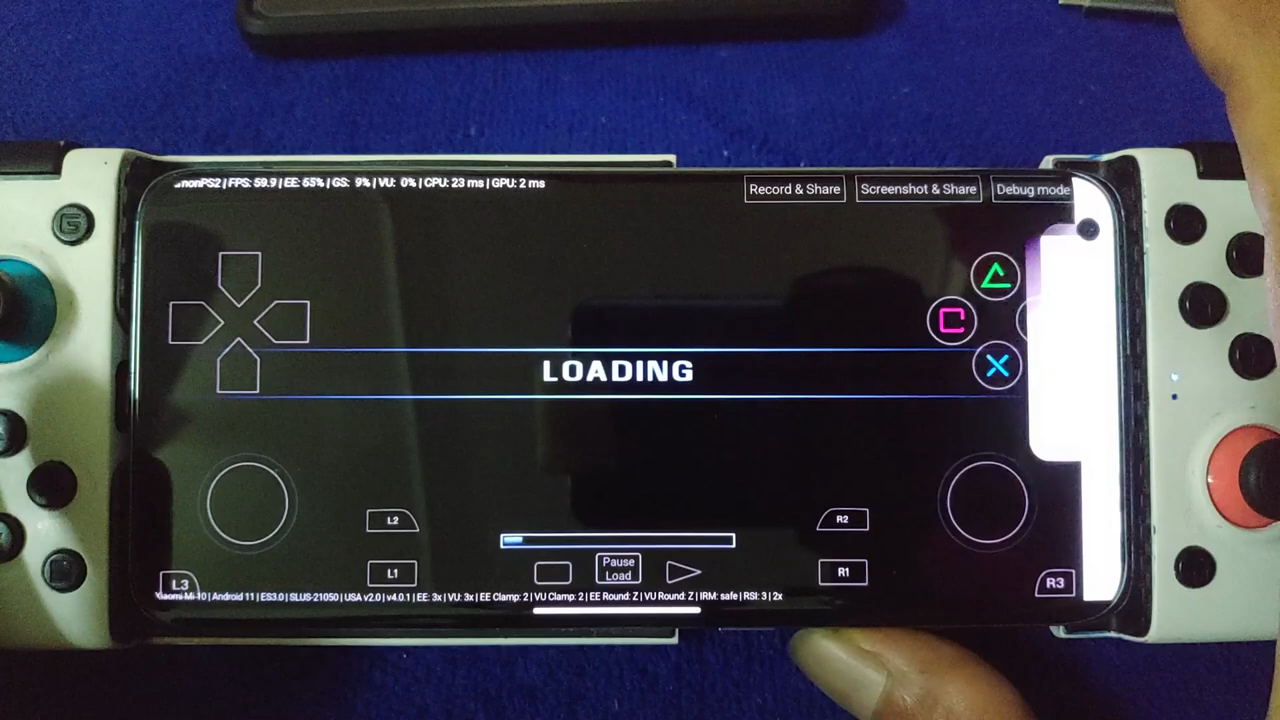 FPS: 59.9 | EE: 65% | GS: 9% | VU: 0% | CPU: 23 ms | GPU: 2 ms
Record & Share
Screenshot & Share
Debug mode
LOADING
L2
R2
Pause
Load
L1
R1
L3
R3
Xiaomi Mi 10 | Android 11 | ES3.0 | SLUS-21050 | USA v2.0 | v4.0.1 | EE: 3x | VU: 3x | EE Clamp: 2 | VU Clamp: 2 | EE Round: Z | VU Round: Z | IRM: safe | RSI: 3 | 2x